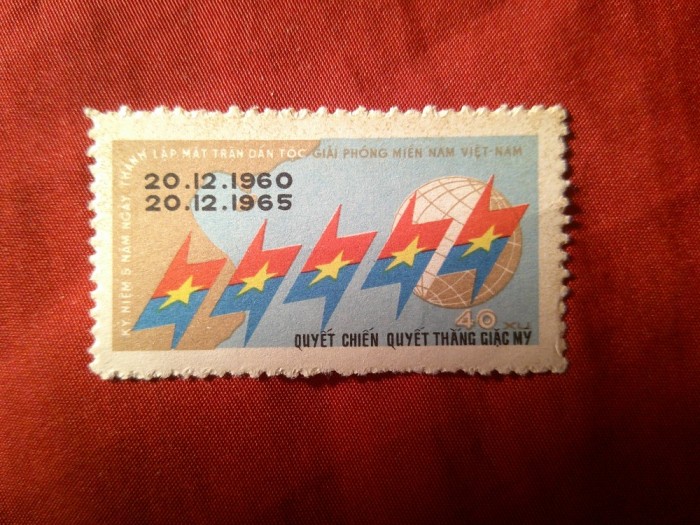 KỶ NIỆM 5 NĂM NGÀY THÀNH LẬP MẶT TRẬN DÂN TỘC GIẢI PHÓNG MIỀN NAM VIỆT-NAM
20.12.1960
20.12.1965
40 XU
QUYẾT CHIẾN QUYẾT THẮNG GIẶC MỸ